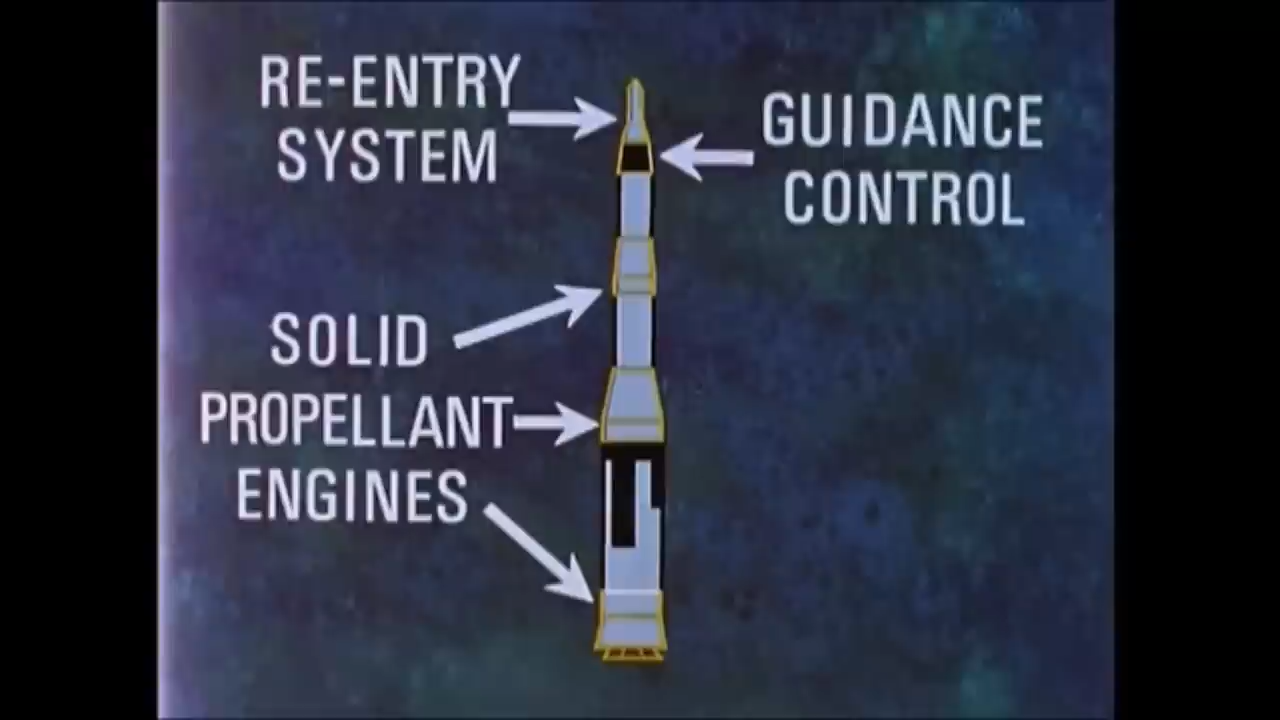 RE-ENTRY
SYSTEM
GUIDANCE
CONTROL
SOLID
PROPELLANT
ENGINES